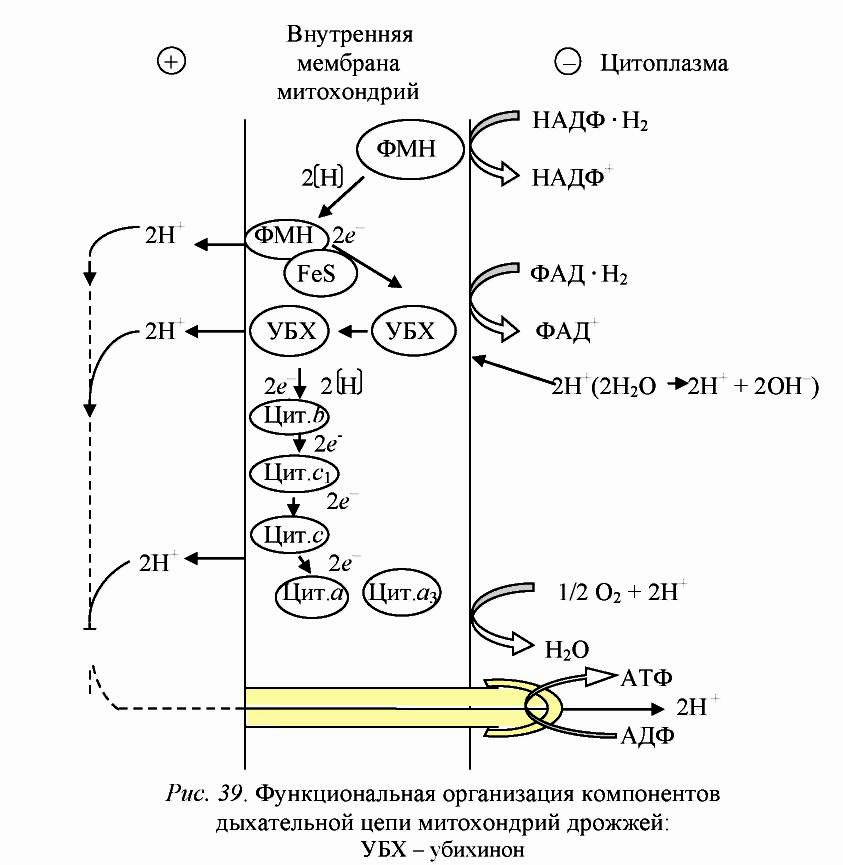 Внутренняя
мембрана
митохондрий
+
– Цитоплазма
НАДФ · H₂
ФМН
НАДФ⁺
2[H]
2H⁺
ФМН
2e⁻
FeS
ФАД · H₂
2H⁺
УБХ
УБХ
ФАД⁺
2H⁺(2H₂O → 2H⁺ + 2OH⁻)
2e⁻
2[H]
Цит.b
2e⁻
Цит.c₁
2e⁻
Цит.c
2H⁺
2e⁻
Цит.a
Цит.a₃
1/2 O₂ + 2H⁺
H₂O
АТФ
2H⁺
АДФ
Рис. 39. Функциональная организация компонентов
дыхательной цепи митохондрий дрожжей:
УБХ – убихинон